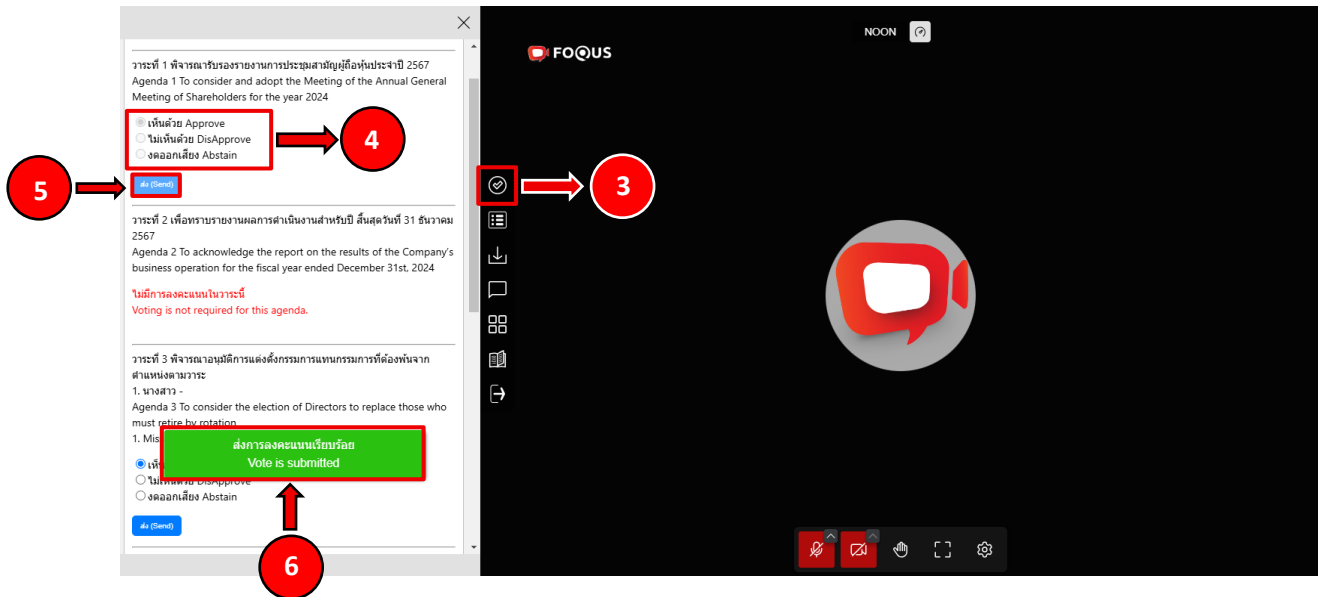 NOON
FOQUS
วาระที่ 1 พิจารณารับรองรายงานการประชุมสามัญผู้ถือหุ้นประจำปี 2567
Agenda 1 To consider and adopt the Meeting of the Annual General
Meeting of Shareholders for the year 2024
เห็นด้วย Approve
ไม่เห็นด้วย DisApprove
งดออกเสียง Abstain
4
5
ส่ง (Send)
3
วาระที่ 2 เพื่อทราบรายงานผลการดำเนินงานสำหรับปี สิ้นสุดวันที่ 31 ธันวาคม
2567
Agenda 2 To acknowledge the report on the results of the Company's
business operation for the fiscal year ended December 31st, 2024
ไม่มีการลงคะแนนในวาระนี้
Voting is not required for this agenda.
วาระที่ 3 พิจารณาอนุมัติการแต่งตั้งกรรมการแทนกรรมการที่ต้องพ้นจาก
ตำแหน่งตามวาระ
1. นางสาว -
Agenda 3 To consider the election of Directors to replace those who
must retire by rotation
1. Mis
ส่งการลงคะแนนเรียบร้อย
Vote is submitted
ไม่เห็นด้วย DisApprove
งดออกเสียง Abstain
ส่ง (Send)
6